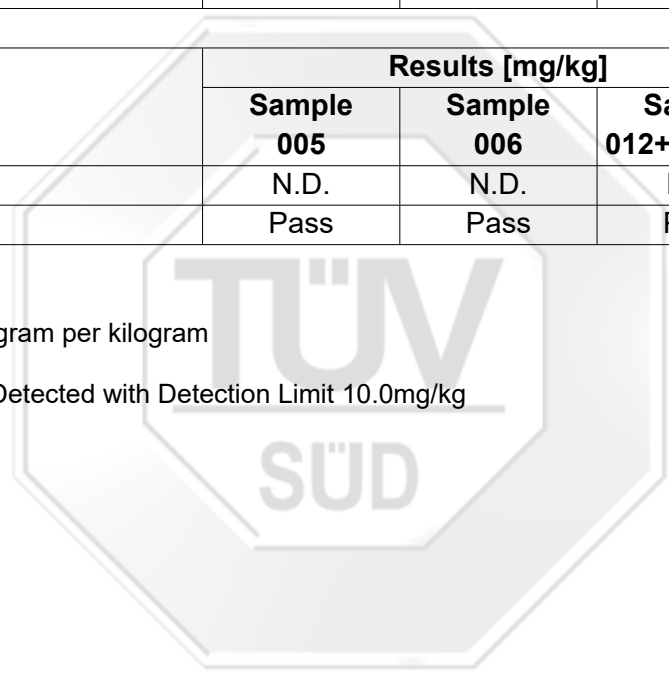 Results [mg/kg]
Sample 005 Sample 006 012+
N.D. N.D.
Pass Pass
gram per kilogram
Detected with Detection Limit 10.0mg/kg
TÜV
SÜD